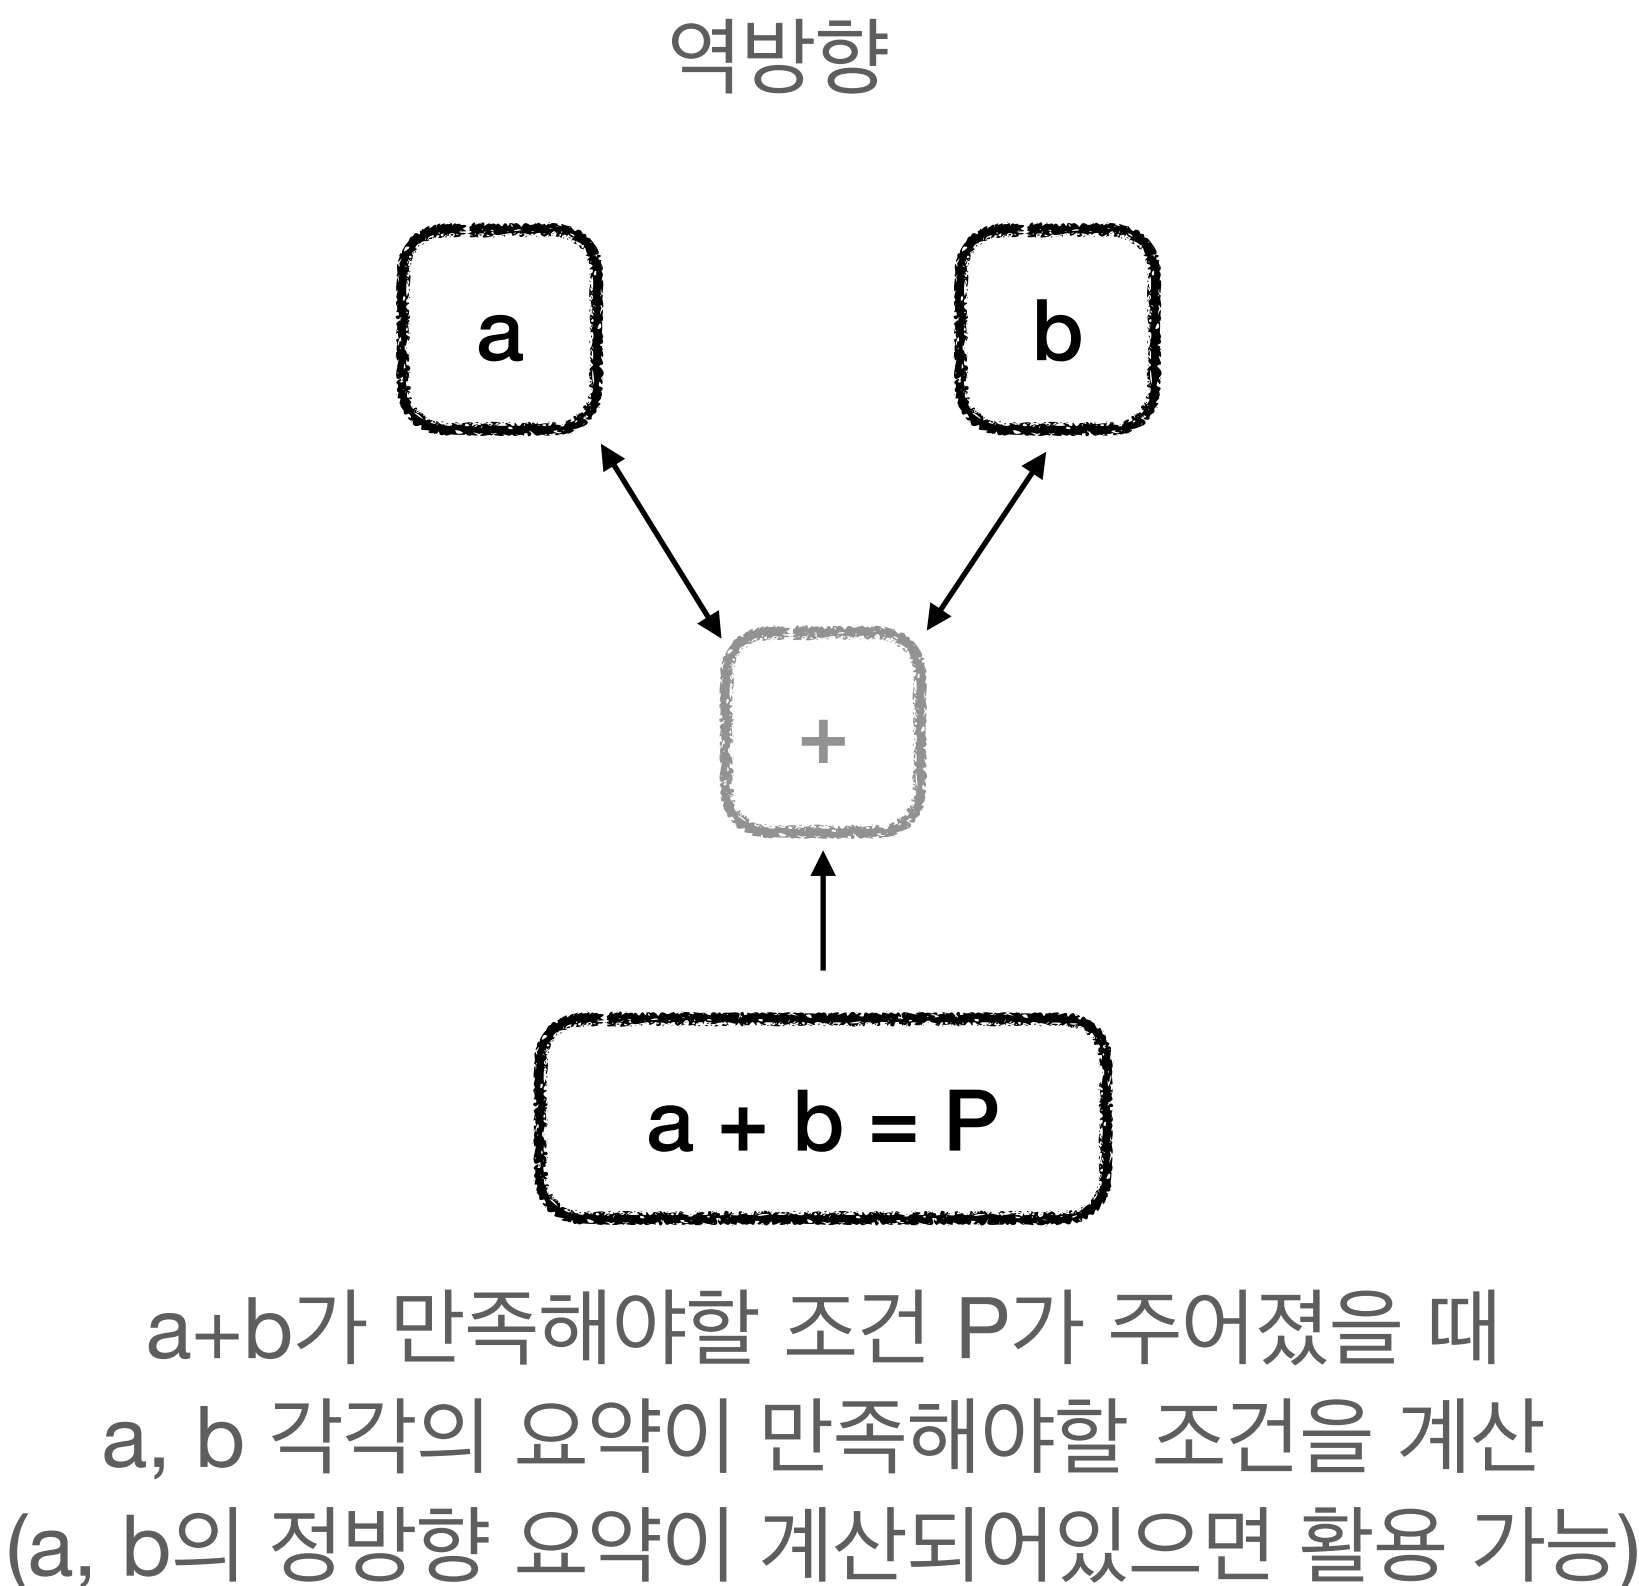 역방향
a
b
+
a + b = P
a+b가 만족해야할 조건 P가 주어졌을 때
a, b 각각의 요약이 만족해야할 조건을 계산
(a, b의 정방향 요약이 계산되어있으면 활용 가능)